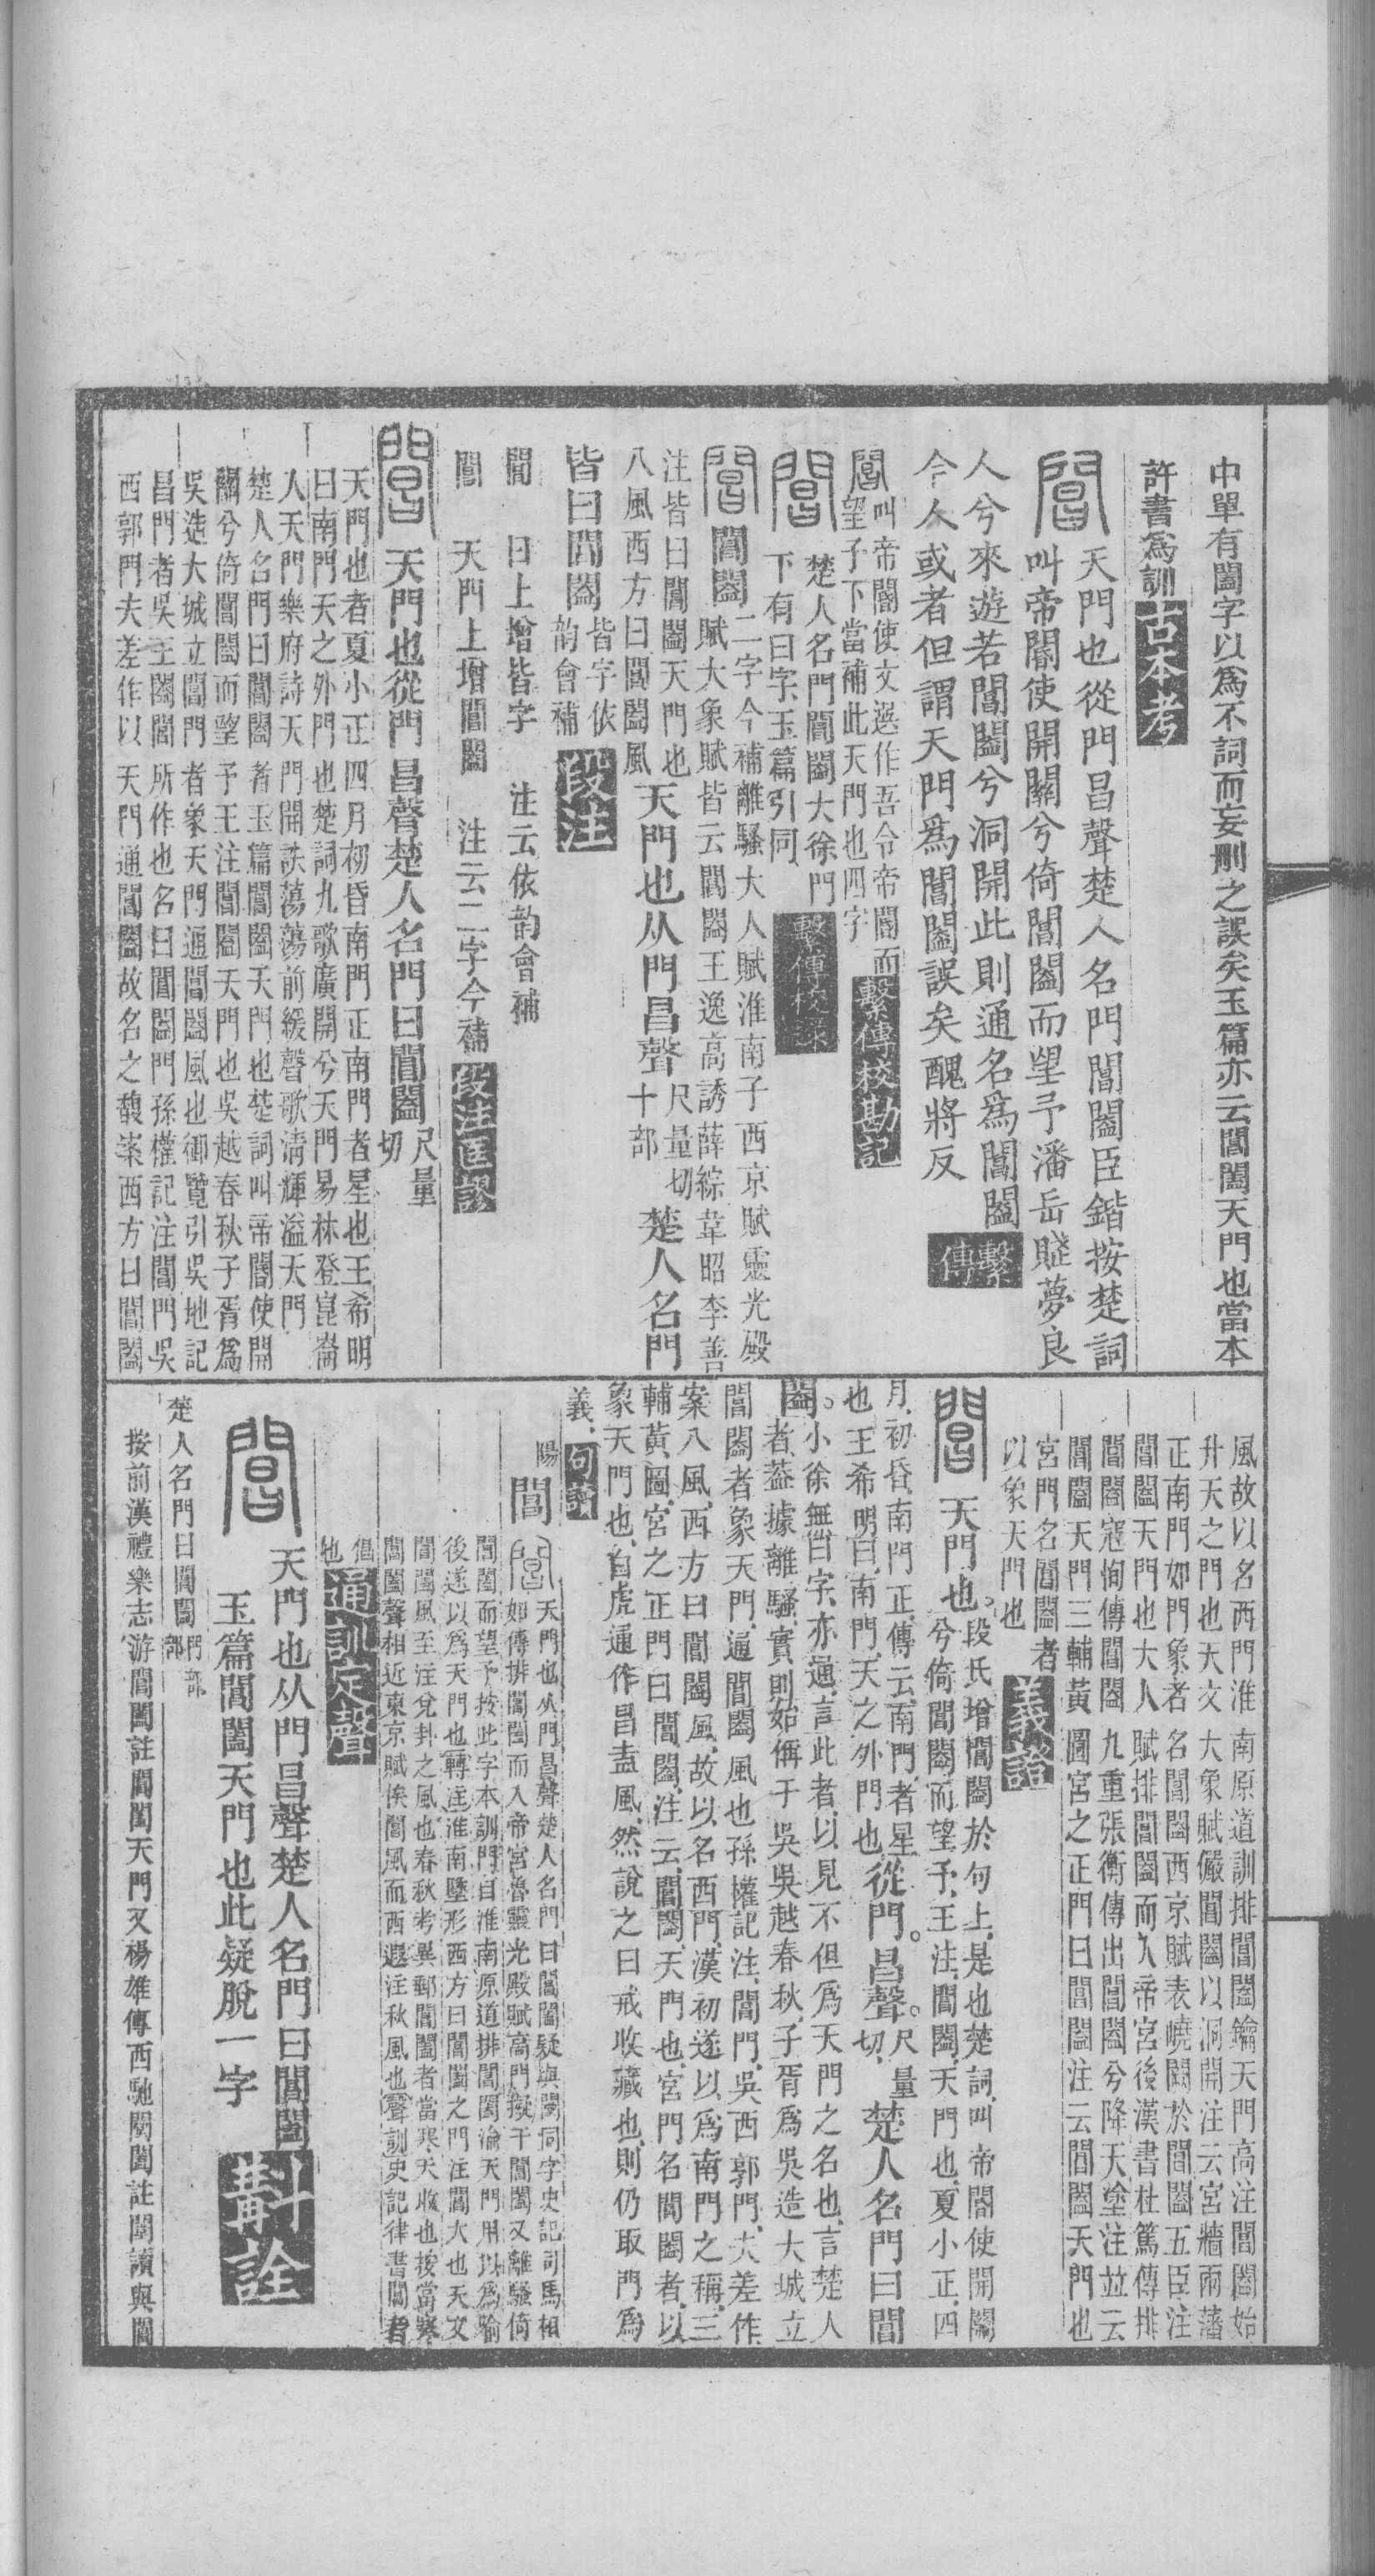 中單有闔字以爲不詞而妄刪之誤矣玉篇亦云閶闔天門也當本
許書爲訓 古本考
閶 天門也從門昌聲楚人名門閶闔臣鍇按楚詞
叫帝閽使開關兮倚閶闔而望予潘岳賤夢良
人兮來遊若閶闔兮洞開此則通名爲閶闔
今人或者但謂天門爲閶闔誤矣醜將反 繫傳
閶 叫帝閽使文選作吾令帝閽而
望予下當補此天門也四字 繫傳校勘記
閶 楚人名門閶闔大徐門
下有曰字玉篇引同 繫傳校錄
閶 閶闔 二字今補離騷大人賦淮南子西京賦靈光殿
賦大象賦皆云閶闔王逸高誘薛綜韋昭李善
注皆曰閶闔天門也
八風西方曰閶闔風 天門也从門昌聲 尺量切
十部 楚人名門
皆曰閶闔 皆字依
韵會補 段注
閶 曰上增皆字 注云依韵會補
閶 天門上增閶闔 注云二字今補 段注匡謬
閶 天門也從門昌聲楚人名門曰閶闔 尺量
切
天門也者夏小正四月初昏南門正南門者星也王希明
曰南門天之外門也楚詞九歌廣開兮天門易林登崑崙
入天門樂府詩天門開詄蕩蕩前緩聲歌清輝溢天門
楚人名門曰閶闔者玉篇閶闔天門也楚詞叫帝閽使開
關兮倚閶闔而望予王注閶闔天門也吳越春秋子胥爲
吳造大城立閶門者象天門通閶闔風也御覽引吳地記
昌門者吳王闔閭所作也名曰閶闔門孫權記注閶門吳
西郭門夫差作以天門通閶闔故名之馥案西方曰閶闔
風故以名西門淮南原道訓排閶闔鑰天門高注閶闔始
升天之門也天文大象賦儼閶闔以洞開注云宮牆兩藩
正南門如門象者名閶闔西京賦表嶢闕於閶闔五臣注
閶闔天門也大人賦排閶闔而入帝宮後漢書杜篤傳排
閶闔寇恂傳閶闔九重張衡傳出閶闔兮降天塗注竝云
閶闔天門三輔黃圖宮之正門曰閶闔注云閶闔天門也
宮門名閶闔者
以象天門也 義證
閶 天門也。 段氏增閶闔於句上是也楚詞叫帝閽使開關
兮倚閶闔而望予王注閶闔天門也夏小正四
月初昏南門正傳云南門者星
也王希明曰南門天之外門也 從門。昌聲。 尺量
切 楚人名門曰閶
闔。 小徐無曰字亦通言此者以見不但爲天門之名也言楚人
者蓋據離騷實則始偁于吳吳越春秋子胥爲吳造大城立
閶闔者象天門通閶闔風也孫權記注閶門吳西郭門夫差作
案八風西方曰閶闔風故以名西門漢初遂以爲南門之稱三
輔黃圖宮之正門曰閶闔注云閶闔天門也宮門名閶闔者以
象天門也白虎通作昌盍風然說之曰戒收藏也則仍取門爲
義 句讀
陽 閶 閶 天門也从門昌聲楚人名門曰閶闔疑與閬同字史記司馬相
如傳排閶闔而入帝宮魯靈光殿賦高門擬于閶闔又離騷倚
閶闔而望予按此字本訓門自淮南原道排閶闔淪天門用以爲喻
後遂以爲天門也轉注淮南墬形西方曰閶闔之門注閶大也天文
閶闔風至注兌卦之風也春秋考異郵閶闔者當寒天收也按當寒
閶闔聲相近東京賦俟閶風而西遐注秋風也聲訓史記律書閶者
倡
也 通訓定聲
閶 天門也从門昌聲楚人名門曰閶闔
玉篇閶闔天門也此疑脫一字 斠詮
楚人名門曰閶闔 門部
部
按前漢禮樂志游閶闔註閶闔天門又楊雄傳西馳閶闔註閶讀與閶